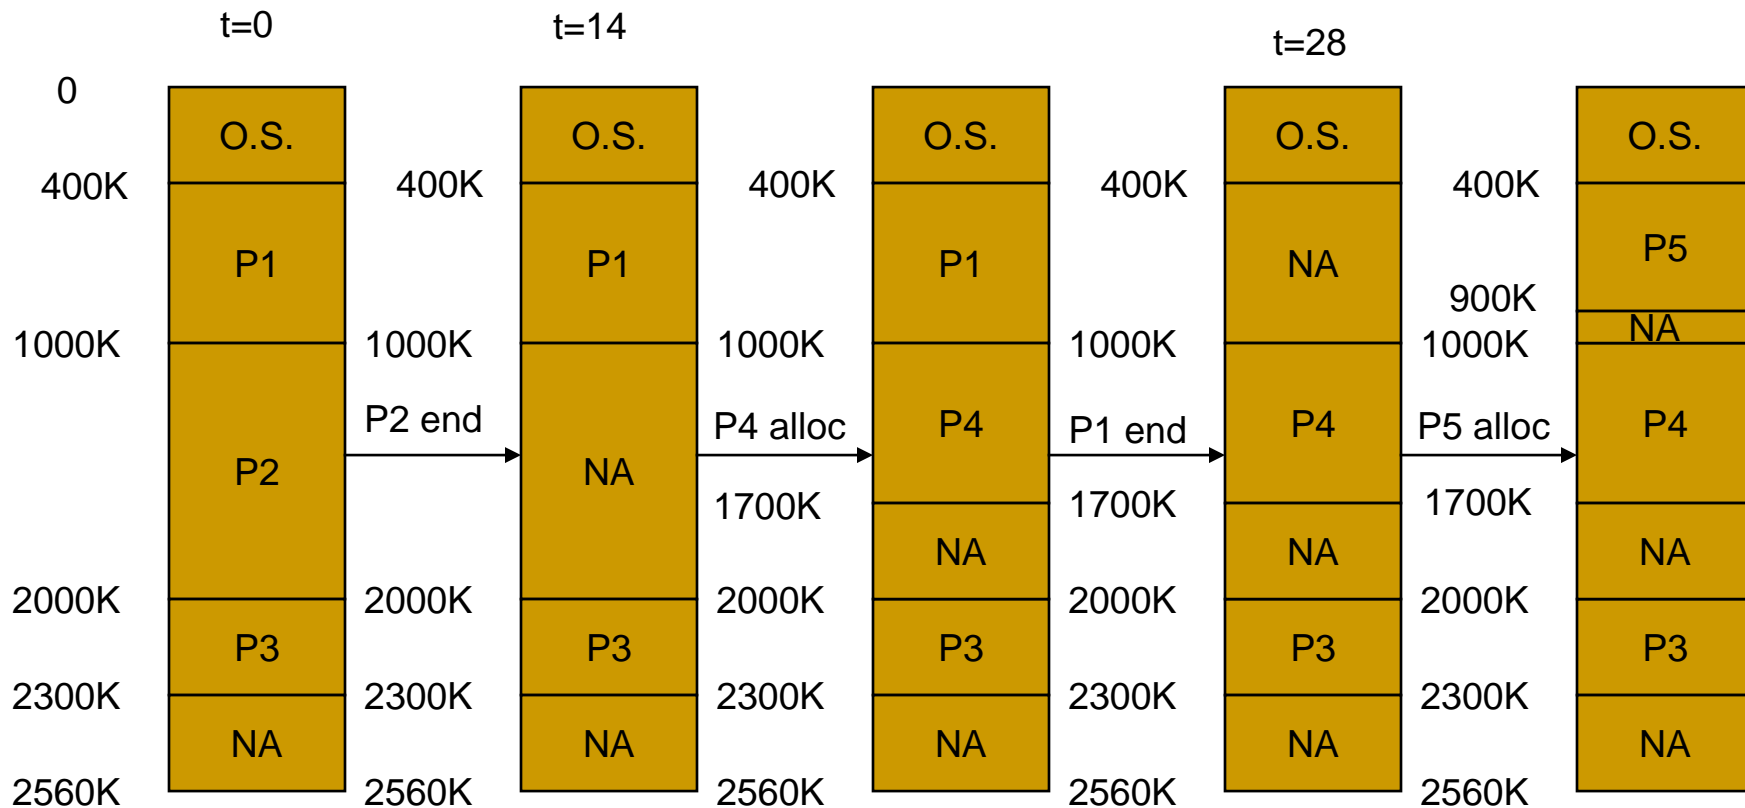 t=0 t=14 t=28
0
O.S. O.S. O.S. O.S. O.S.
400K 400K 400K 400K 400K
P1 P1 P1 NA P5
900K
NA
1000K 1000K 1000K 1000K 1000K
P2 end P4 alloc P1 end P5 alloc
P4 P4 P4
P2 NA
1700K 1700K 1700K
NA NA NA
2000K 2000K 2000K 2000K 2000K
P3 P3 P3 P3 P3
2300K 2300K 2300K 2300K 2300K
NA NA NA NA NA
2560K 2560K 2560K 2560K 2560K